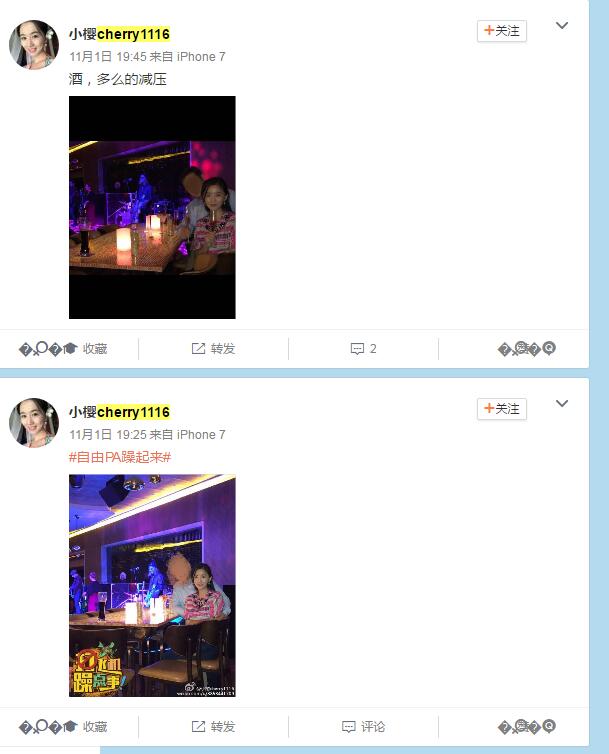 小樱cherry1116
+关注
11月1日 19:45 来自 iPhone 7
酒，多么的减压
收藏
转发
2
小樱cherry1116
+关注
11月1日 19:25 来自 iPhone 7
#自由PA躁起来#
躁点事!
收藏
转发
评论